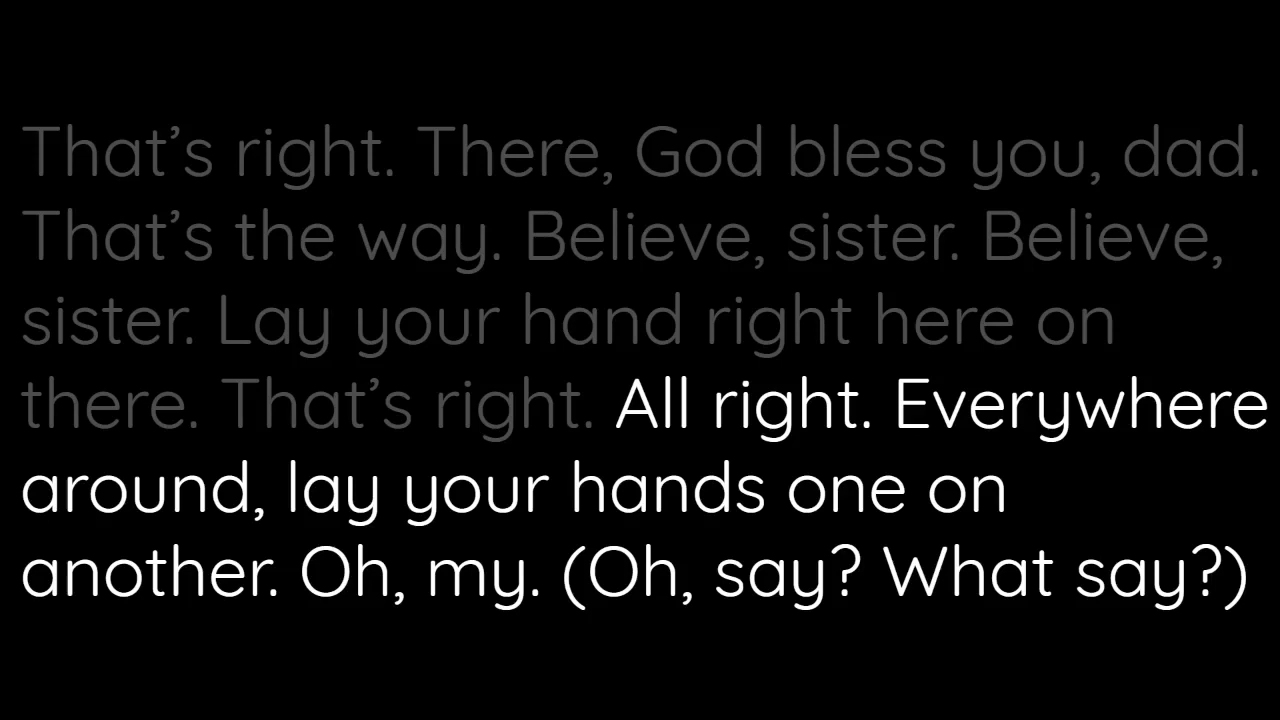 That’s right. There, God bless you, dad.
That’s the way. Believe, sister. Believe,
sister. Lay your hand right here on
there. That’s right. All right. Everywhere
around, lay your hands one on
another. Oh, my. (Oh, say? What say?)